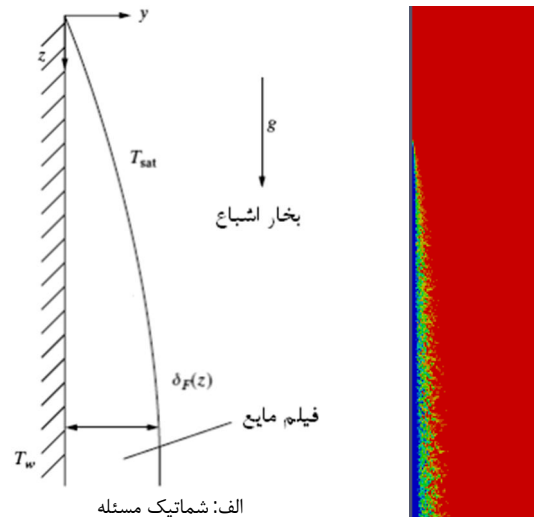 y
z
g
T_sat
بخار اشباع
δ_F(z)
فیلم مایع
T_w
الف: شماتیک مسئله